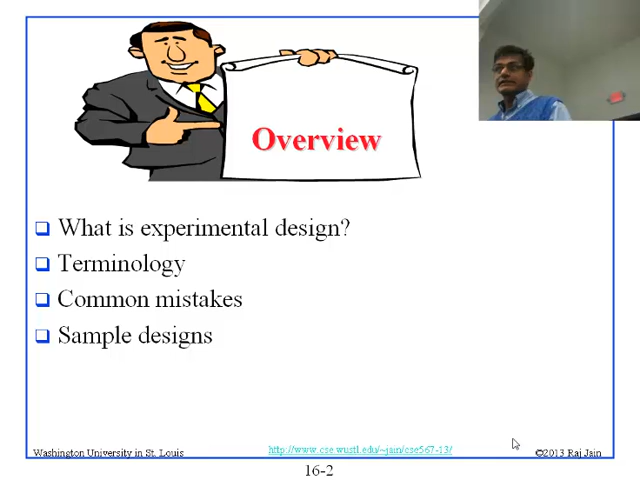 Overview
What is experimental design?
Terminology
Common mistakes
Sample designs
Washington University in St. Louis
http://www.cse.wustl.edu/~jain/cse567-13/
©2013 Raj Jain
16-2